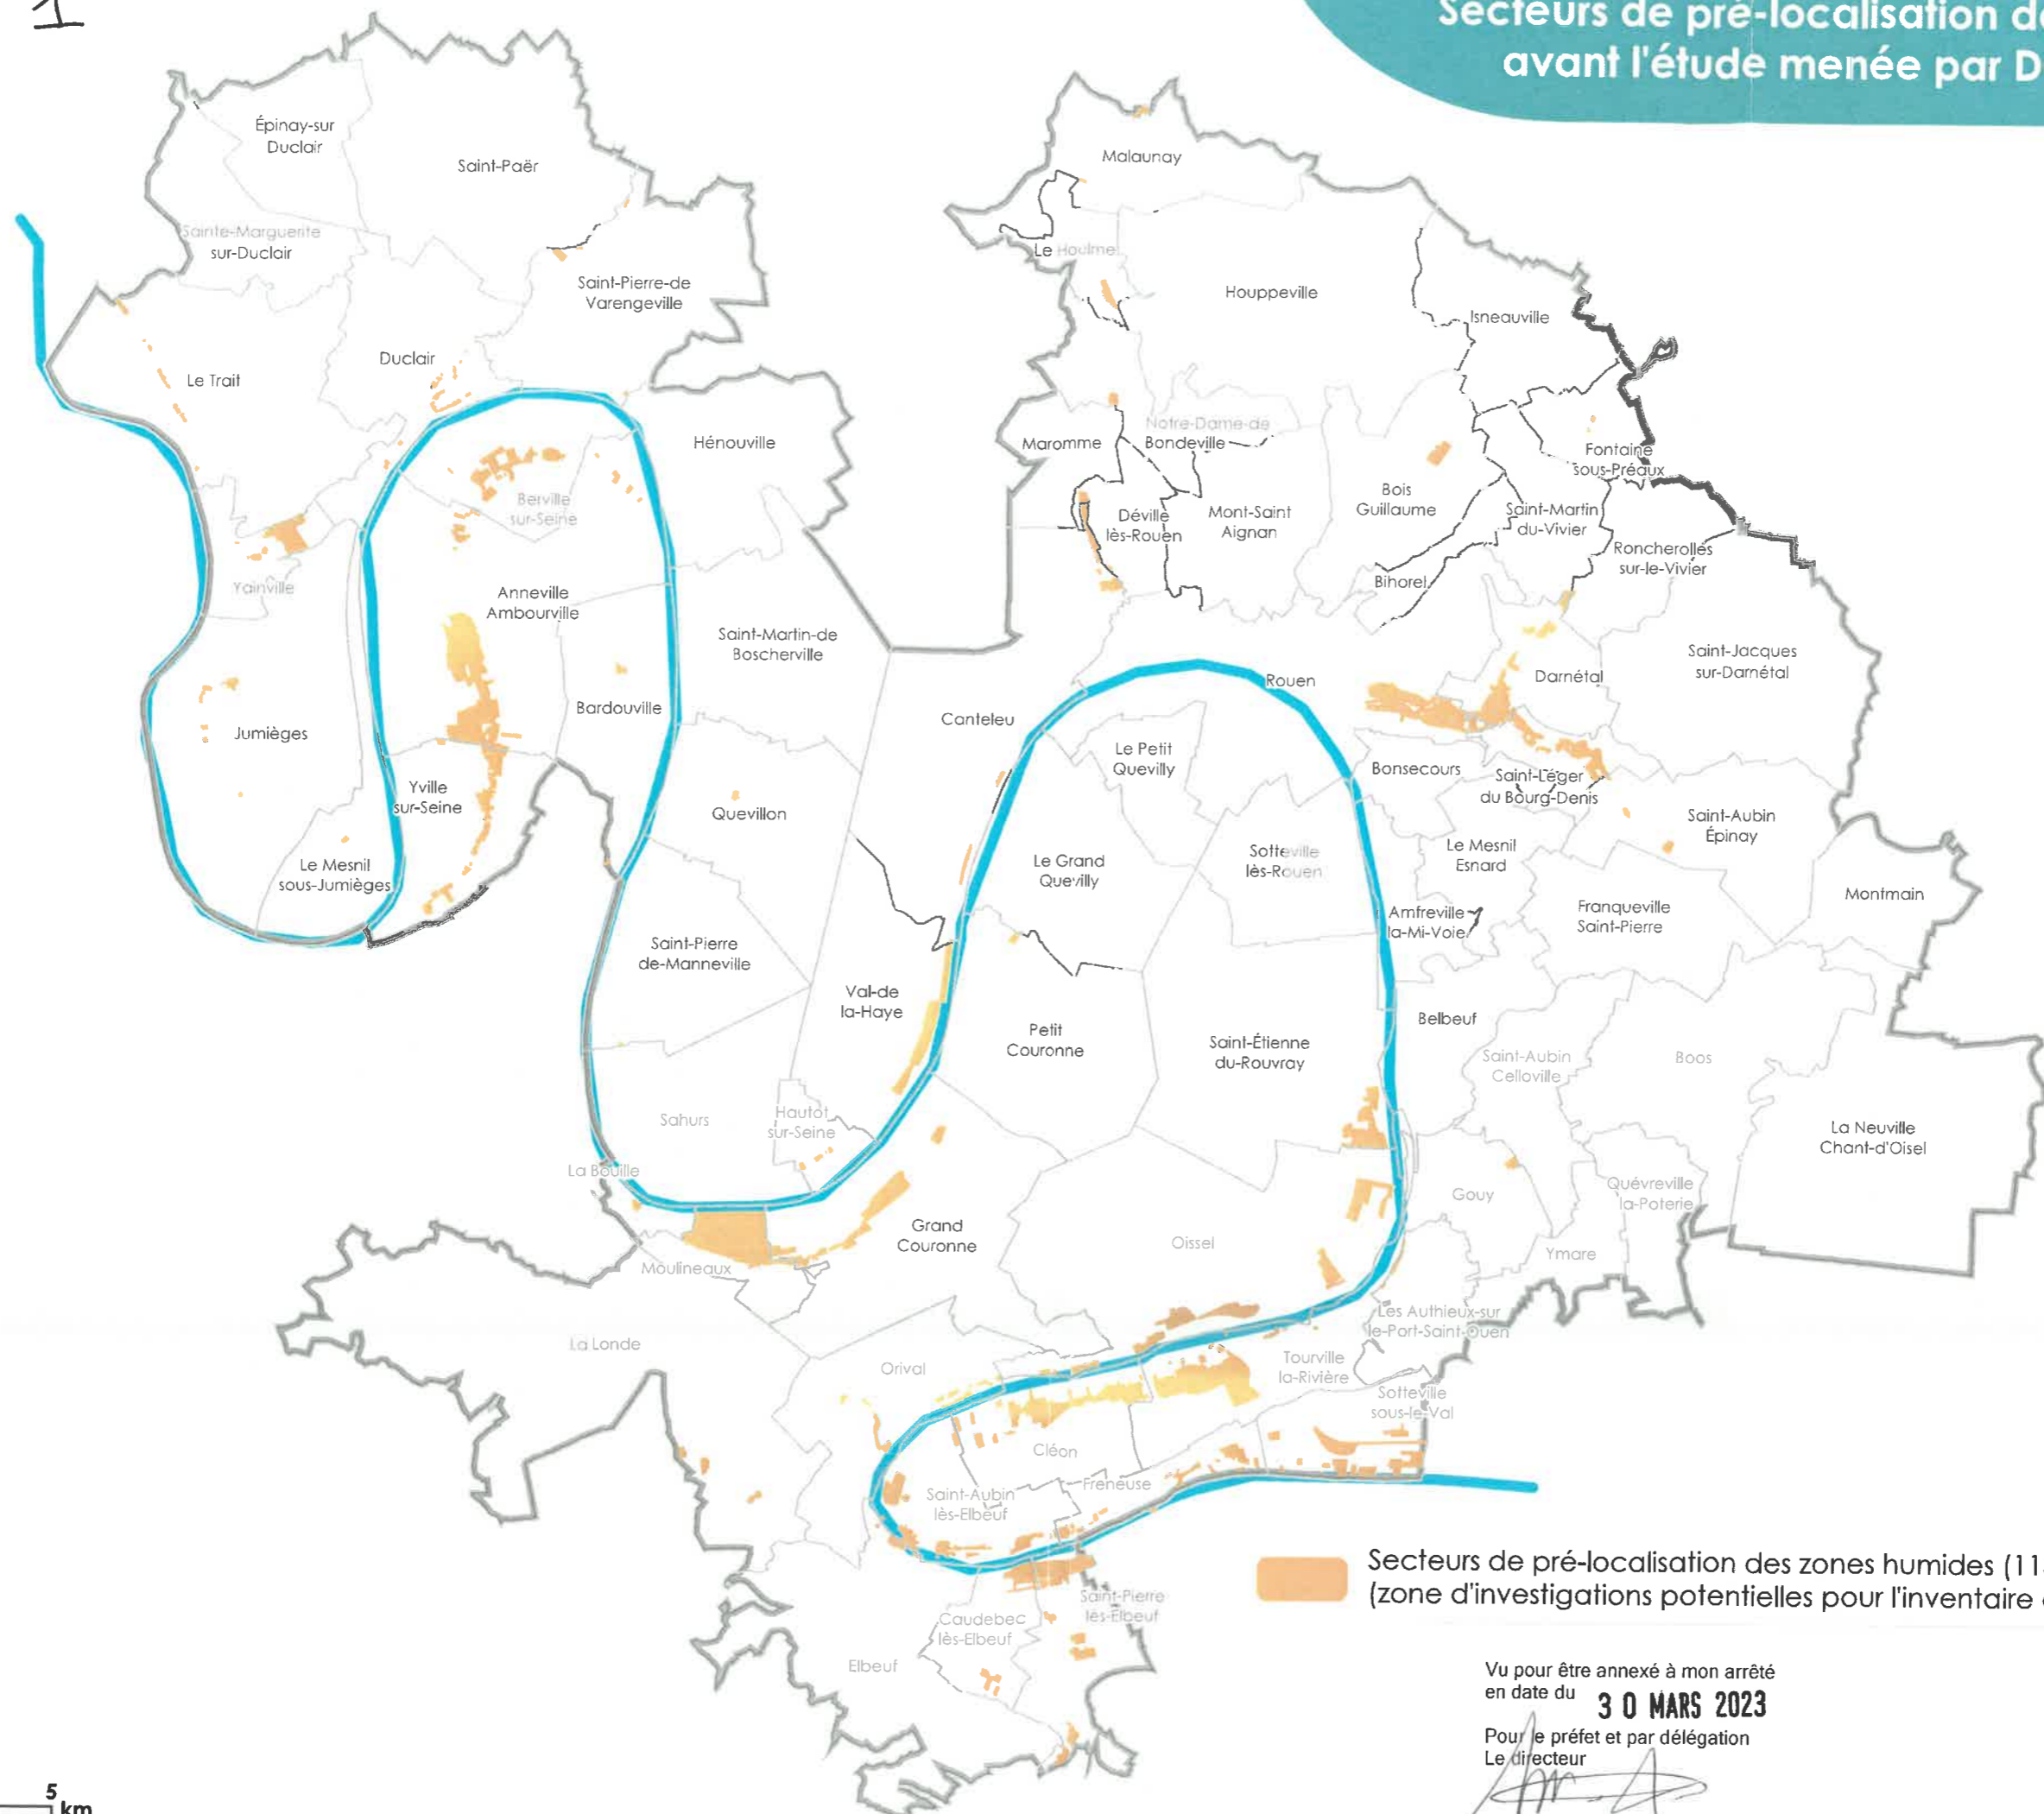 1
Secteurs de pré-localisation
avant l'étude menée par
Épinay-sur
Duclair
Saint-Paër
Sainte-Marguerite
sur-Duclair
Saint-Pierre-de
Varengeville
Duclair
Le Trait
Hénouville
Berville
sur-Seine
Yainville
Anneville
Ambourville
Saint-Martin-de
Boscherville
Bardouville
Jumièges
Yville
sur-Seine
Quevillon
Le Mesnil
sous-Jumièges
Saint-Pierre
de-Manneville
Malaunay
Le Houlme
Houppeville
Isneauville
Maromme
Notre-Dame-de
Bondeville
Fontaine
sous-Préaux
Bois
Guillaume
Déville
lès-Rouen
Mont-Saint
Aignan
Saint-Martin
du-Vivier
Roncherolles
sur-le-Vivier
Bihorel
Saint-Jacques
sur-Darnétal
Darnétal
Rouen
Canteleu
Le Petit
Quevilly
Bonsecours
Saint-Léger
du Bourg-Denis
Saint-Aubin
Épinay
Le Grand
Quevilly
Sotteville
lès-Rouen
Le Mesnil
Esnard
Montmain
Amfreville
la-Mi-Voie
Franqueville
Saint-Pierre
Val-de
la-Haye
Petit
Couronne
Saint-Étienne
du-Rouvray
Belbeuf
Saint-Aubin
Celloville
Boos
Sahurs
Hautot
sur-Seine
La Neuville
Chant-d'Oisel
La Bouille
Gouy
Quévreville
la-Poterie
Grand
Couronne
Oissel
Ymare
Moulineaux
Les Authieux-sur
le-Port-Saint-Ouen
La Londe
Orival
Tourville
la-Rivière
Sotteville
sous-le-Val
Cléon
Freneuse
Saint-Aubin
lès-Elbeuf
Saint-Pierre
lès-Elbeuf
Caudebec
lès-Elbeuf
Elbeuf
Secteurs de pré-localisation des zones humides (11
(zone d'investigations potentielles pour l'inventaire
Vu pour être annexé à mon arrêté
en date du 30 MARS 2023
Pour le préfet et par délégation
Le directeur
5
km